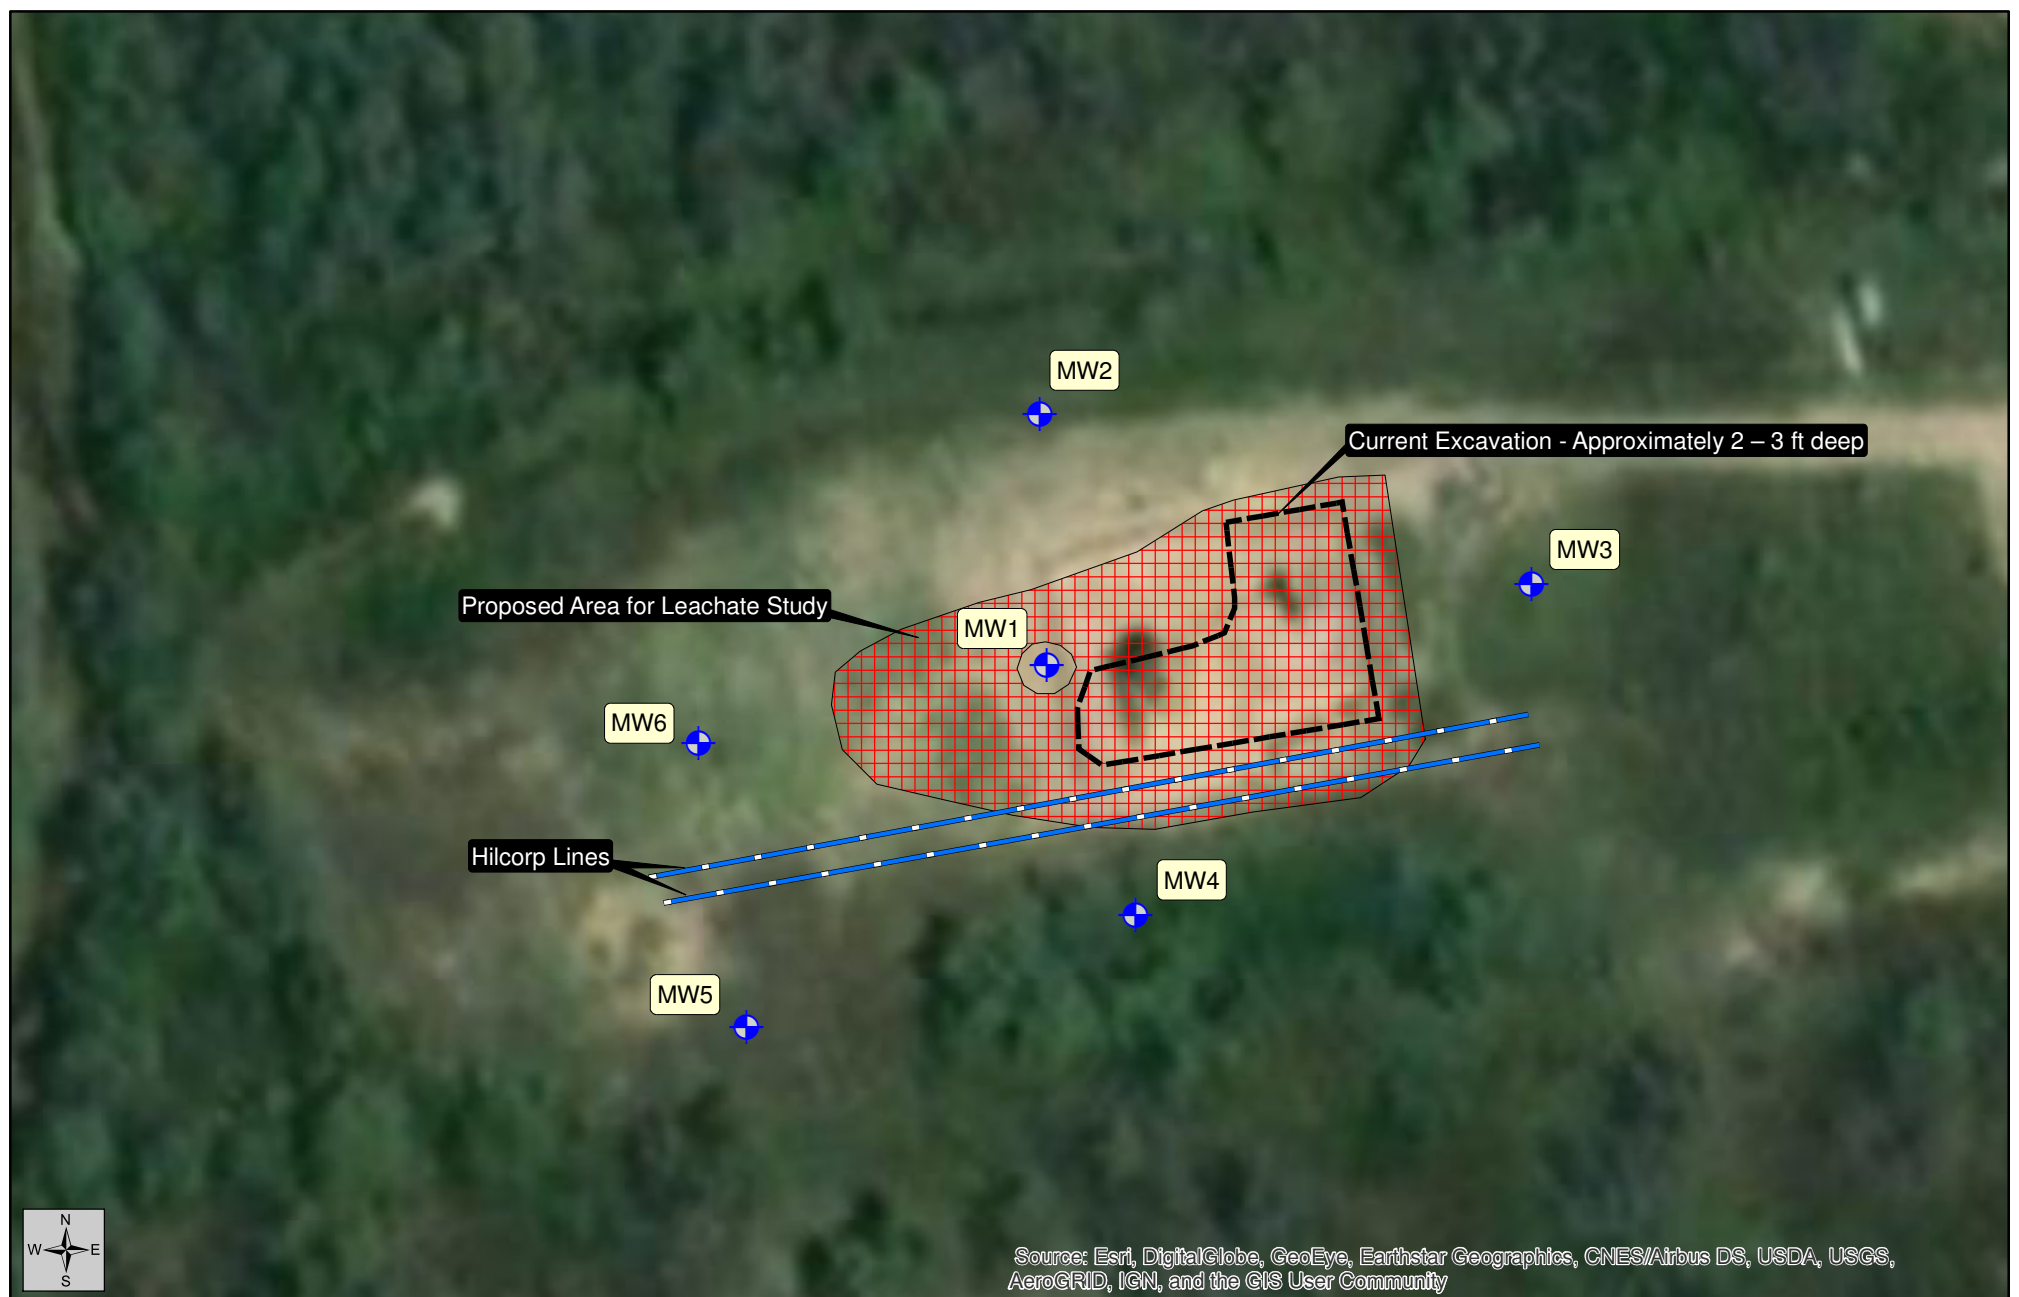 MW2
Current Excavation - Approximately 2 – 3 ft deep
MW3
Proposed Area for Leachate Study
MW1
MW6
Hilcorp Lines
MW4
MW5
N
W E
S
Source: Esri, DigitalGlobe, GeoEye, Earthstar Geographics, CNES/Airbus DS, USDA, USGS,
AeroGRID, IGN, and the GIS User Community